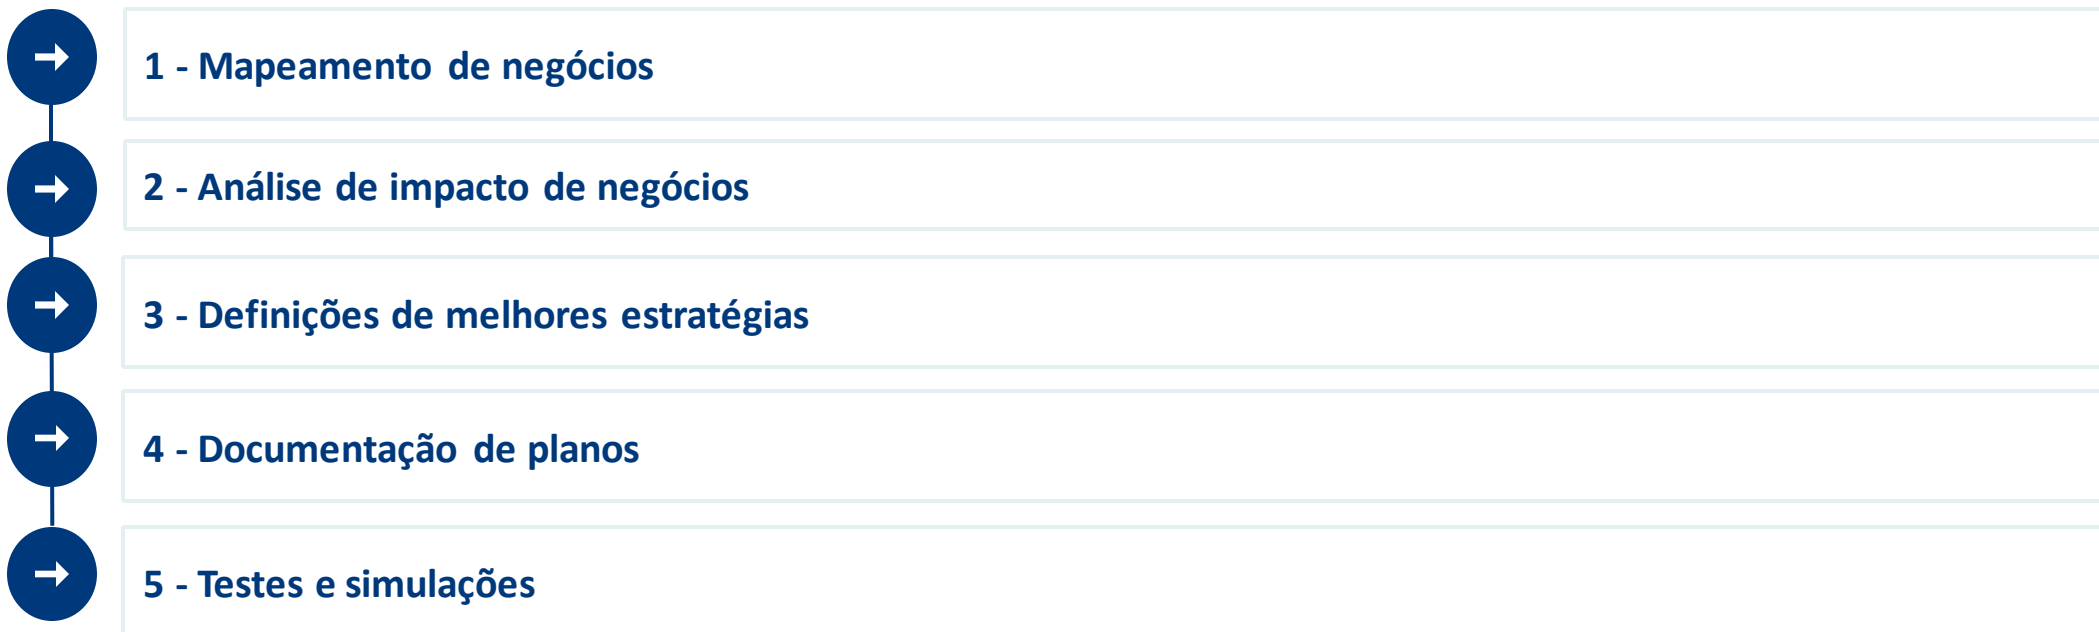 1 - Mapeamento de negócios
2 - Análise de impacto de negócios
3 - Definições de melhores estratégias
4 - Documentação de planos
5 - Testes e simulações